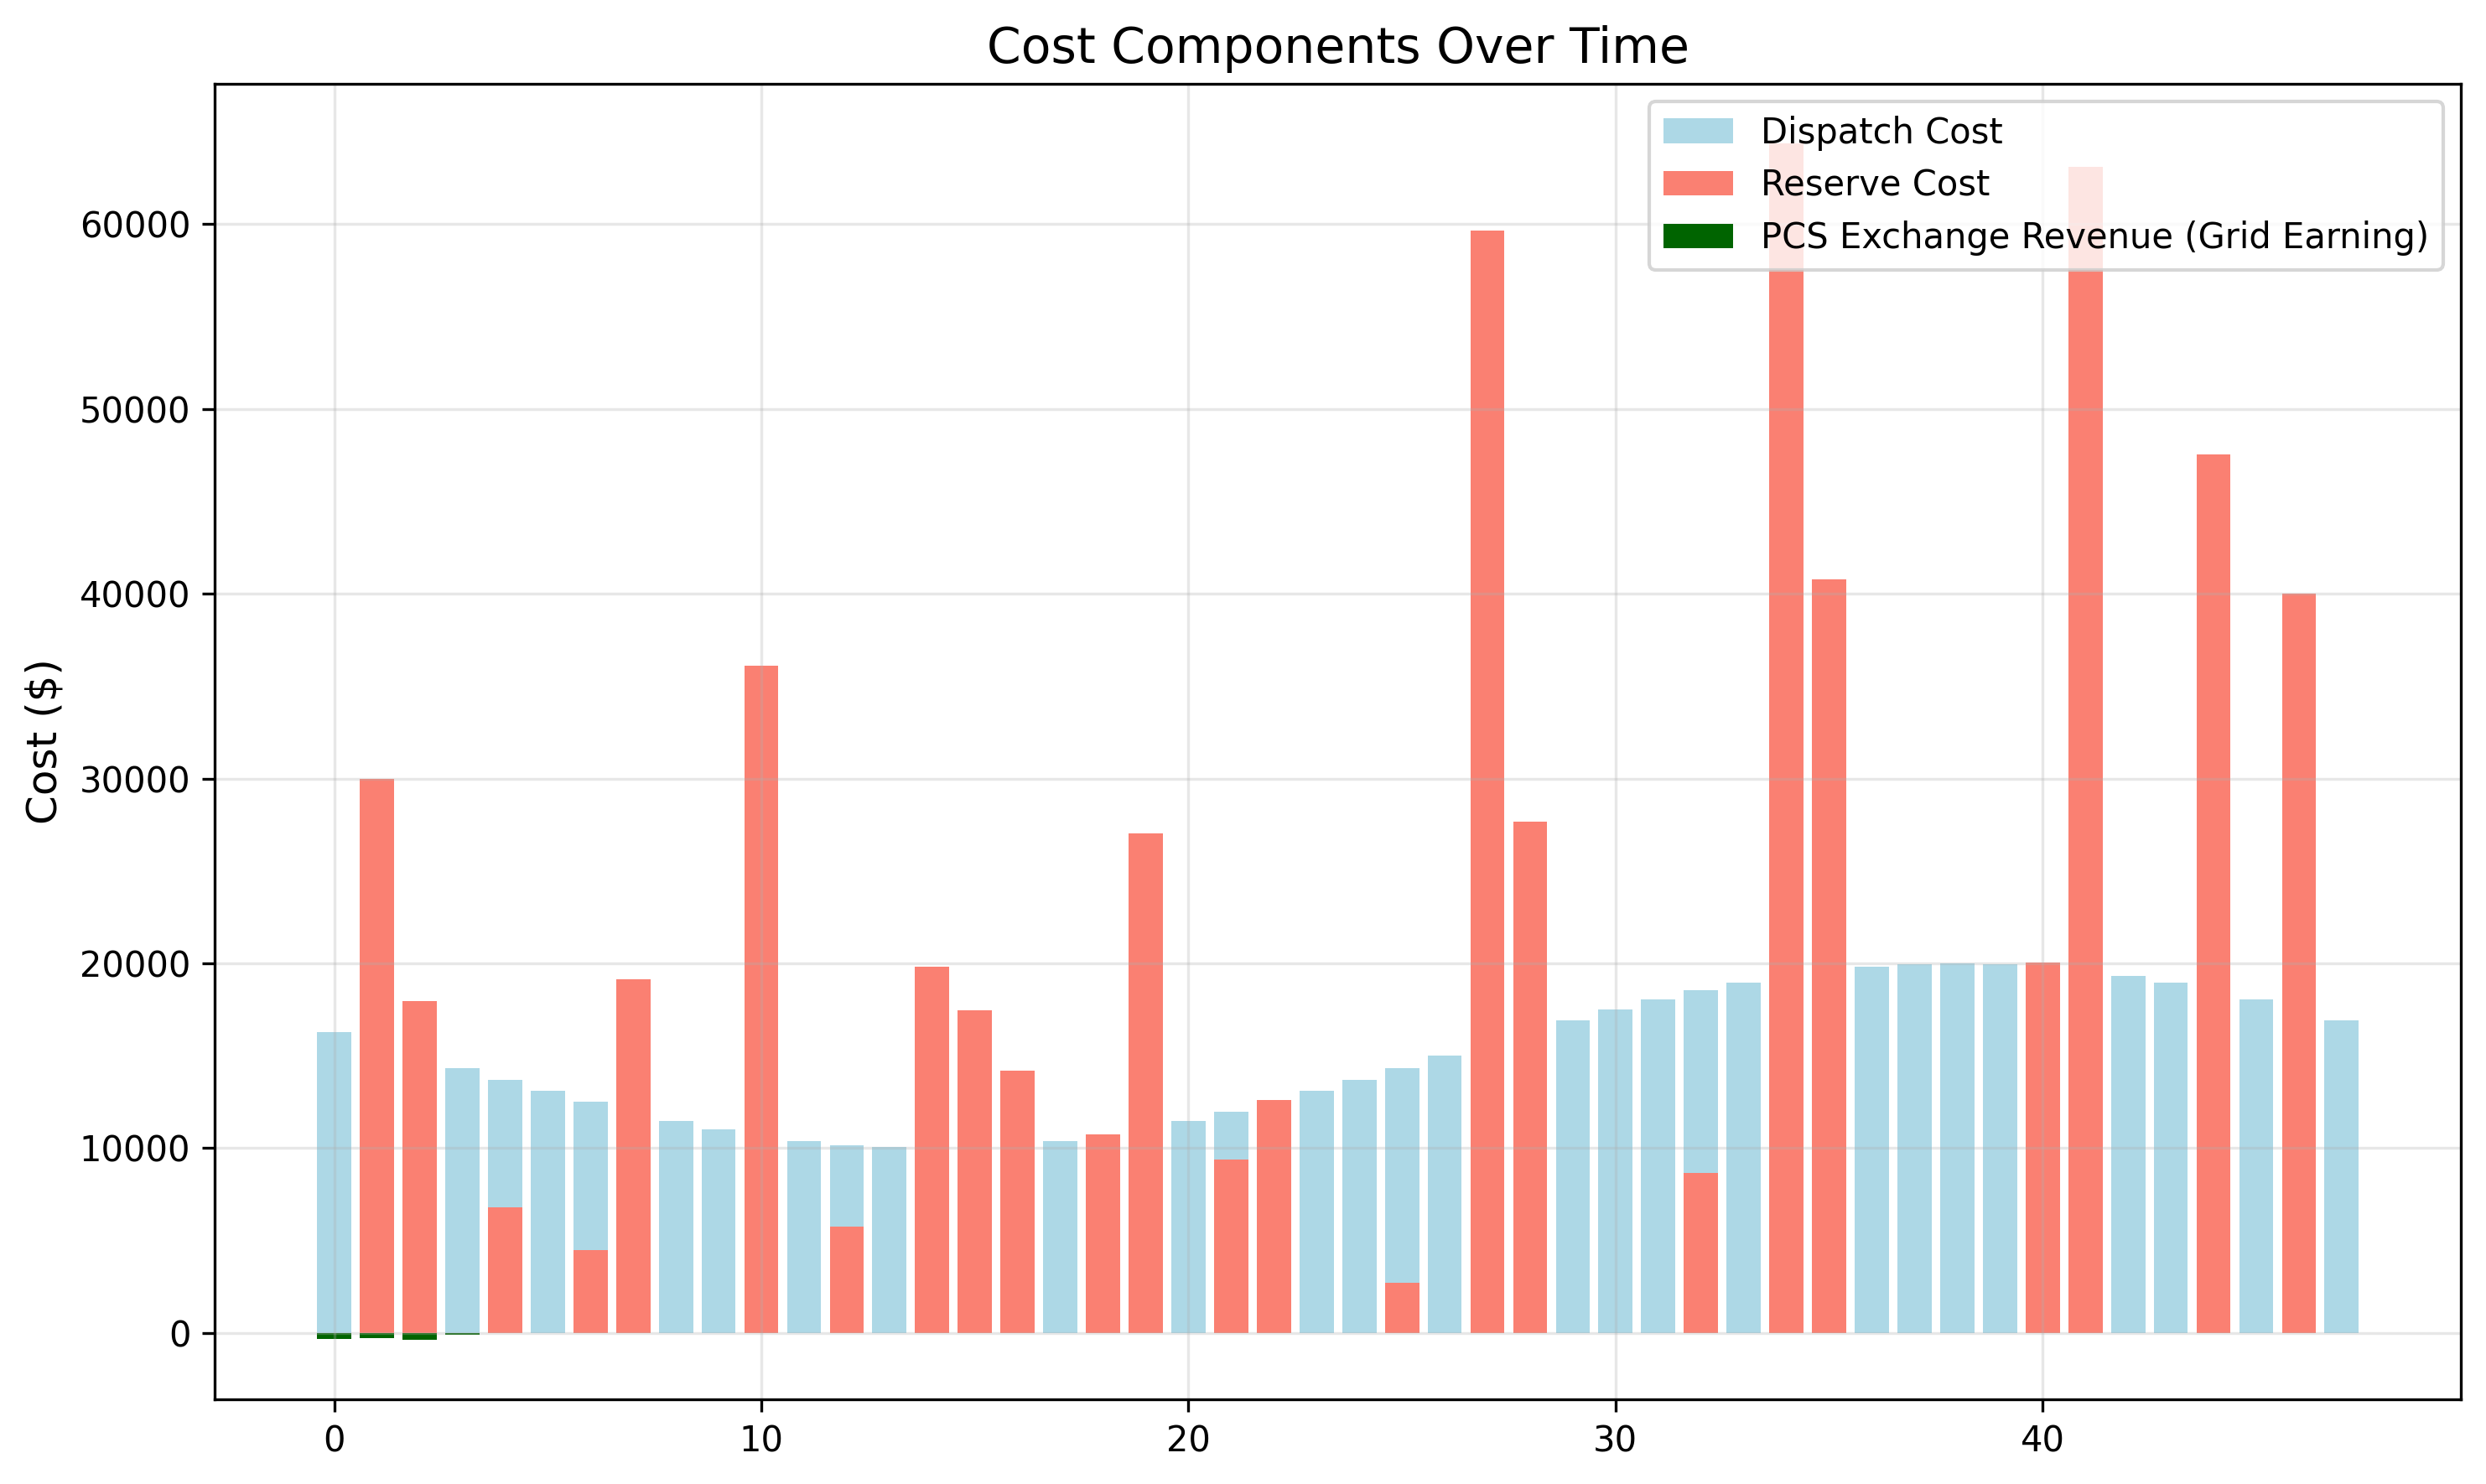 Cost Components Over Time
Dispatch Cost
Reserve Cost
PCS Exchange Revenue (Grid Earning)
Cost ($)
60000
50000
40000
30000
20000
10000
0
0 10 20 30 40